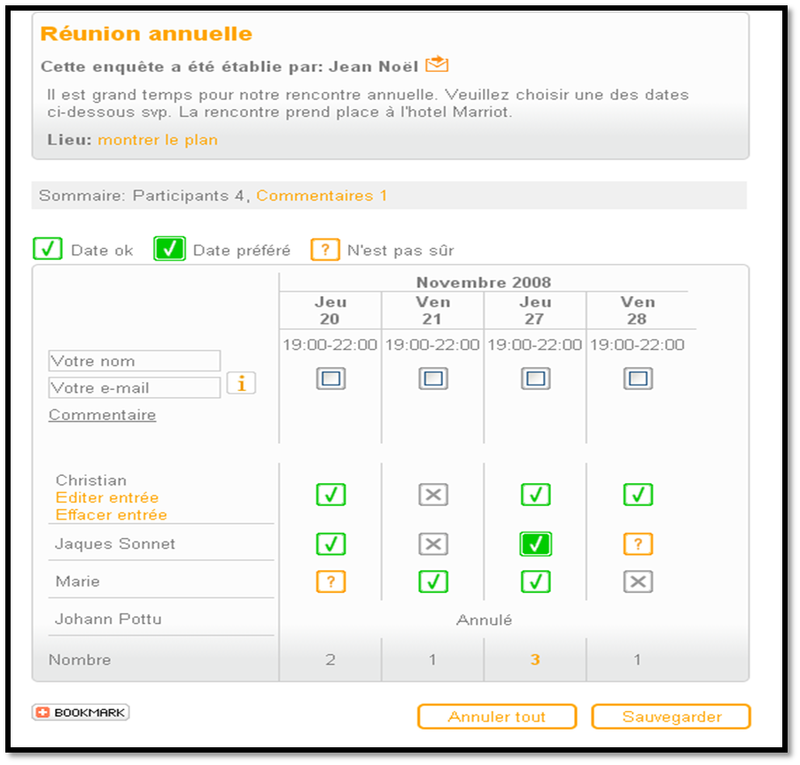 Réunion annuelle
Cette enquête a été établie par: Jean Noël
Il est grand temps pour notre rencontre annuelle. Veuillez choisir une des dates
ci-dessous svp. La rencontre prend place à l'hotel Marriot.
Lieu: montrer le plan
Sommaire: Participants 4, Commentaires 1
Date ok Date préféré ? N'est pas sûr
Novembre 2008
Jeu Ven Jeu Ven
20 21 27 28
19:00-22:00 19:00-22:00 19:00-22:00 19:00-22:00
Votre nom
Votre e-mail i
Commentaire
Christian
Editer entrée
Effacer entrée
Jaques Sonnet ?
Marie ?
Johann Pottu Annulé
Nombre 2 1 3 1
BOOKMARK Annuler tout Sauvegarder